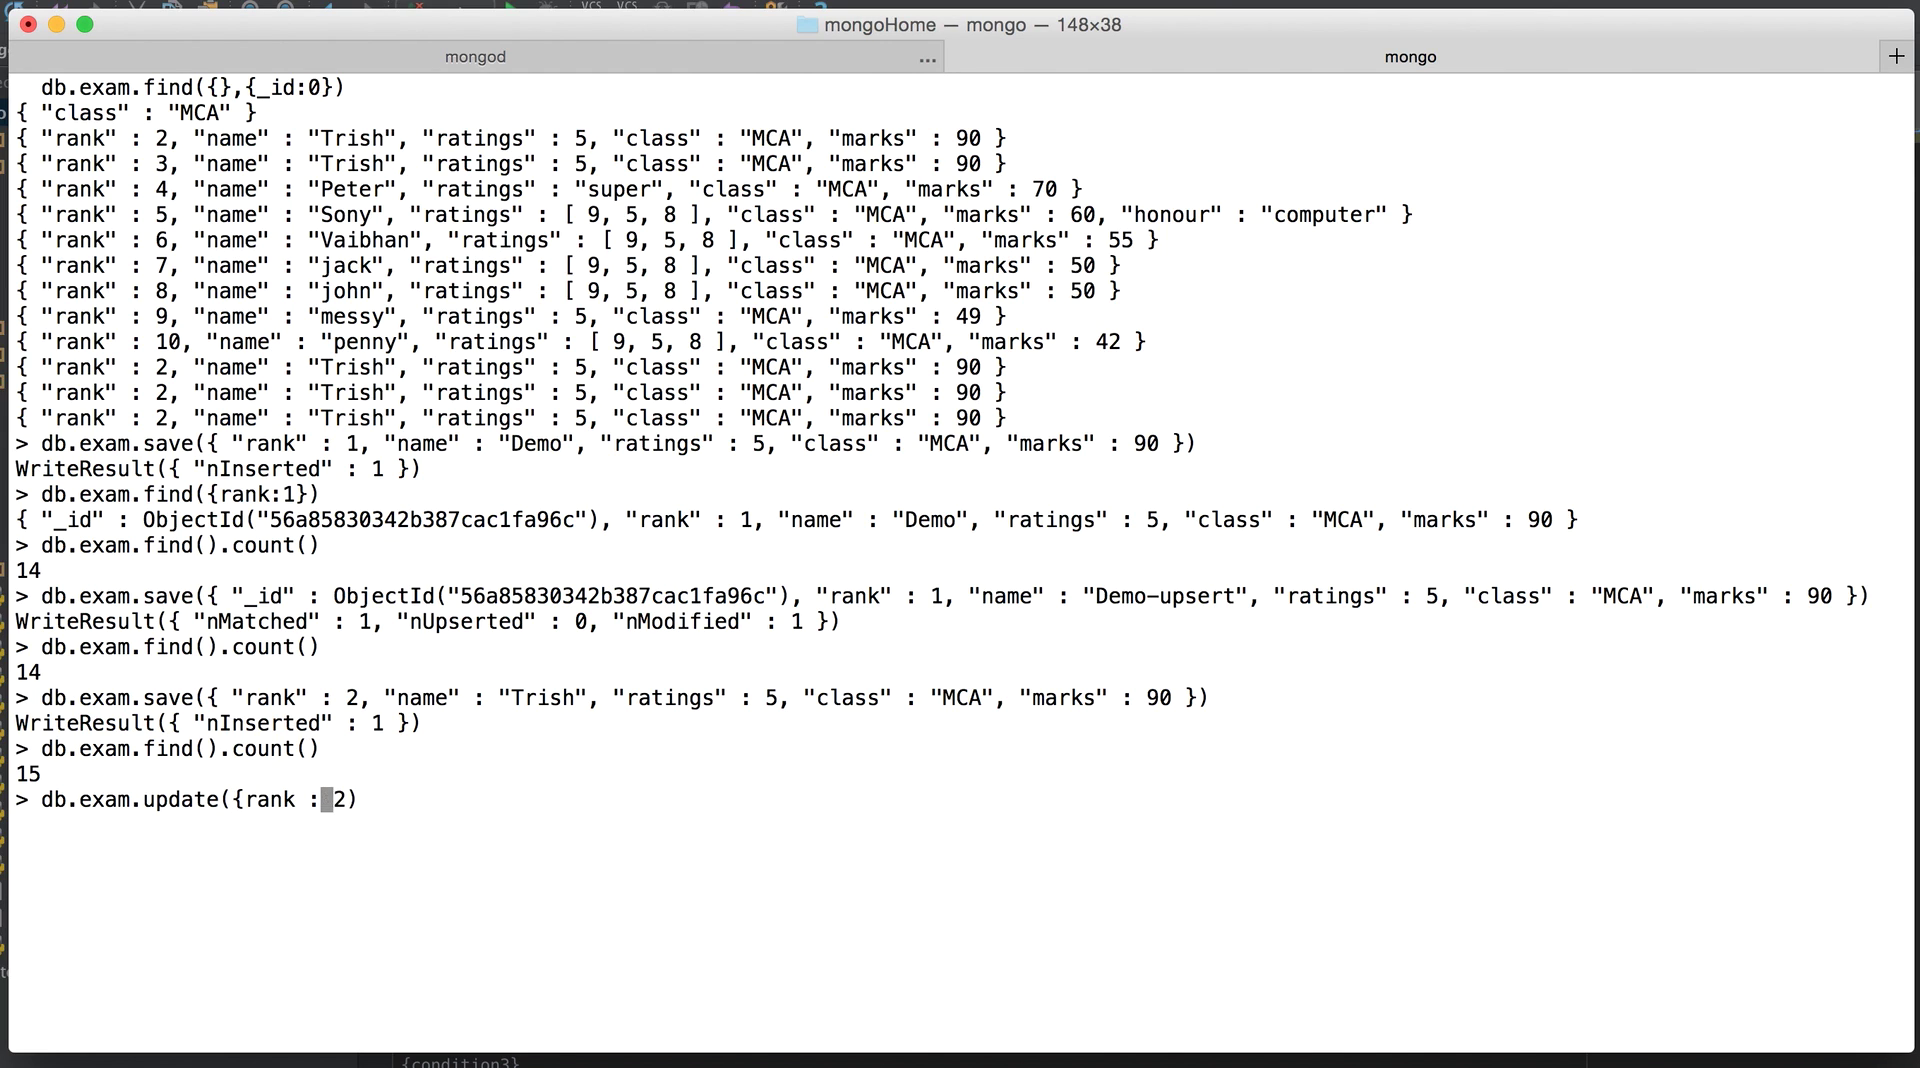 mongoHome — mongo — 148×38
mongod
...
mongo
+
db.exam.find({},{_id:0})
{ "class" : "MCA" }
{ "rank" : 2, "name" : "Trish", "ratings" : 5, "class" : "MCA", "marks" : 90 }
{ "rank" : 3, "name" : "Trish", "ratings" : 5, "class" : "MCA", "marks" : 90 }
{ "rank" : 4, "name" : "Peter", "ratings" : "super", "class" : "MCA", "marks" : 70 }
{ "rank" : 5, "name" : "Sony", "ratings" : [ 9, 5, 8 ], "class" : "MCA", "marks" : 60, "honour" : "computer" }
{ "rank" : 6, "name" : "Vaibhan", "ratings" : [ 9, 5, 8 ], "class" : "MCA", "marks" : 55 }
{ "rank" : 7, "name" : "jack", "ratings" : [ 9, 5, 8 ], "class" : "MCA", "marks" : 50 }
{ "rank" : 8, "name" : "john", "ratings" : [ 9, 5, 8 ], "class" : "MCA", "marks" : 50 }
{ "rank" : 9, "name" : "messy", "ratings" : 5, "class" : "MCA", "marks" : 49 }
{ "rank" : 10, "name" : "penny", "ratings" : [ 9, 5, 8 ], "class" : "MCA", "marks" : 42 }
{ "rank" : 2, "name" : "Trish", "ratings" : 5, "class" : "MCA", "marks" : 90 }
{ "rank" : 2, "name" : "Trish", "ratings" : 5, "class" : "MCA", "marks" : 90 }
{ "rank" : 2, "name" : "Trish", "ratings" : 5, "class" : "MCA", "marks" : 90 }
> db.exam.save({ "rank" : 1, "name" : "Demo", "ratings" : 5, "class" : "MCA", "marks" : 90 })
WriteResult({ "nInserted" : 1 })
> db.exam.find({rank:1})
{ "_id" : ObjectId("56a85830342b387cac1fa96c"), "rank" : 1, "name" : "Demo", "ratings" : 5, "class" : "MCA", "marks" : 90 }
> db.exam.find().count()
14
> db.exam.save({ "_id" : ObjectId("56a85830342b387cac1fa96c"), "rank" : 1, "name" : "Demo-upsert", "ratings" : 5, "class" : "MCA", "marks" : 90 })
WriteResult({ "nMatched" : 1, "nUpserted" : 0, "nModified" : 1 })
> db.exam.find().count()
14
> db.exam.save({ "rank" : 2, "name" : "Trish", "ratings" : 5, "class" : "MCA", "marks" : 90 })
WriteResult({ "nInserted" : 1 })
> db.exam.find().count()
15
> db.exam.update({rank : 2)
{condition3}